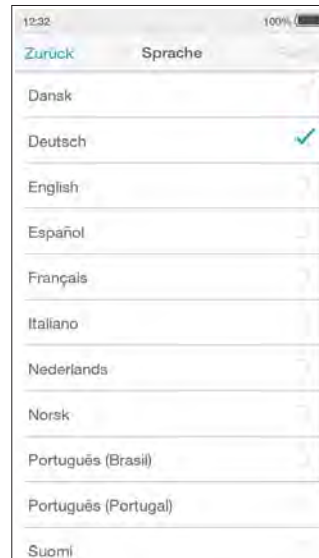 12:32 100%
Zurück Sprache
Dansk
Deutsch
English
Español
Français
Italiano
Nederlands
Norsk
Português (Brasil)
Português (Portugal)
Suomi